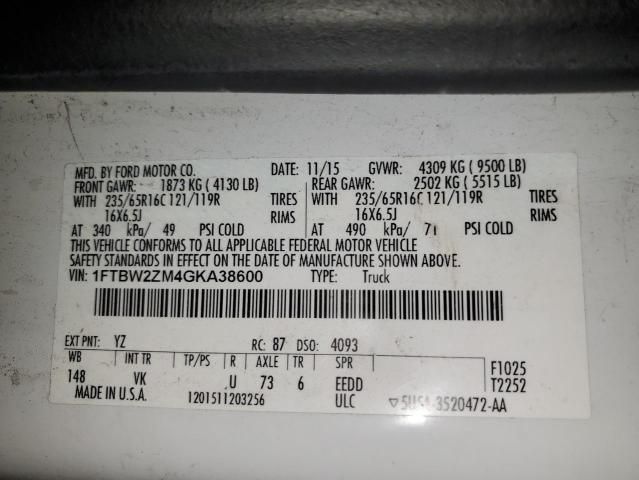 MFD. BY FORD MOTOR CO. DATE: 11/15 GVWR: 4309 KG ( 9500 LB)
FRONT GAWR: 1873 KG ( 4130 LB) REAR GAWR: 2502 KG ( 5515 LB)
WITH 235/65R16C 121/119R TIRES WITH 235/65R16C 121/119R TIRES
16X6.5J RIMS 16X6.5J RIMS
AT 340 kPa/ 49 PSI COLD AT 490 kPa/ 71 PSI COLD
THIS VEHICLE CONFORMS TO ALL APPLICABLE FEDERAL MOTOR VEHICLE
SAFETY STANDARDS IN EFFECT ON THE DATE OF MANUFACTURE SHOWN ABOVE.
VIN: 1FTBW2ZM4GKA38600 TYPE: Truck
EXT PNT: YZ RC: 87 DSO: 4093
WB INT TR TP/PS R AXLE TR SPR F1025
148 VK U 73 6 EEDD T2252
MADE IN U.S.A. 1201511203256 ULC 3520472-AA